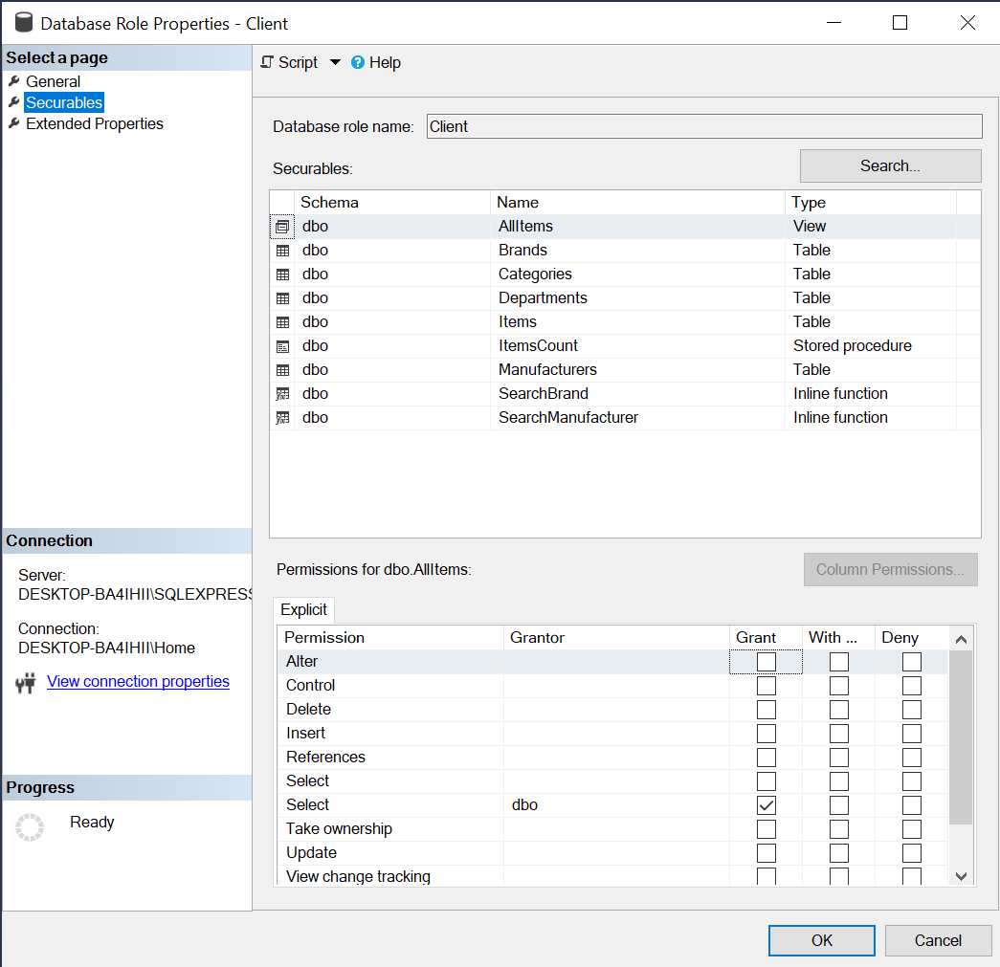 Database Role Properties - Client
Select a page
General
Securables
Extended Properties
Script
Help
Database role name: Client
Securables:
Search...
Schema Name Type
dbo AllItems View
dbo Brands Table
dbo Categories Table
dbo Departments Table
dbo Items Table
dbo ItemsCount Stored procedure
dbo Manufacturers Table
dbo SearchBrand Inline function
dbo SearchManufacturer Inline function
Connection
Server:
DESKTOP-BA4IHII\SQLEXPRESS
Connection:
DESKTOP-BA4IHII\Home
View connection properties
Progress
Ready
Permissions for dbo.AllItems:
Column Permissions...
Explicit
Permission Grantor Grant With ... Deny
Alter
Control
Delete
Insert
References
Select
Select dbo
Take ownership
Update
View change tracking
OK Cancel